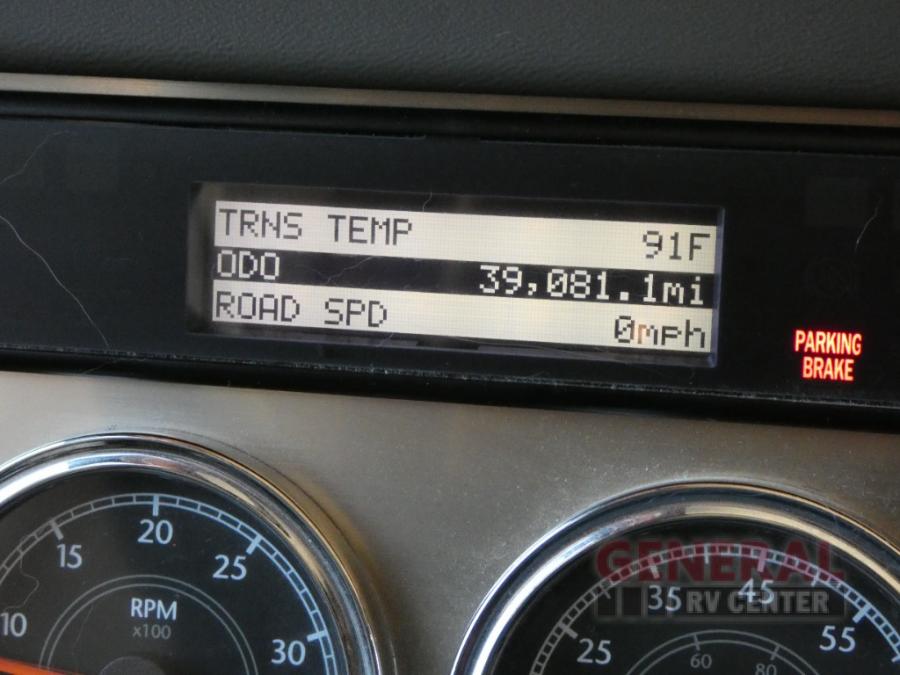 TRNS TEMP 91F
ODO 39,081.1mi
ROAD SPD 0mph
PARKING
BRAKE
10 15 20 25 30
RPM
x100
25 35 45 55
60 80
GENERAL
RV CENTER